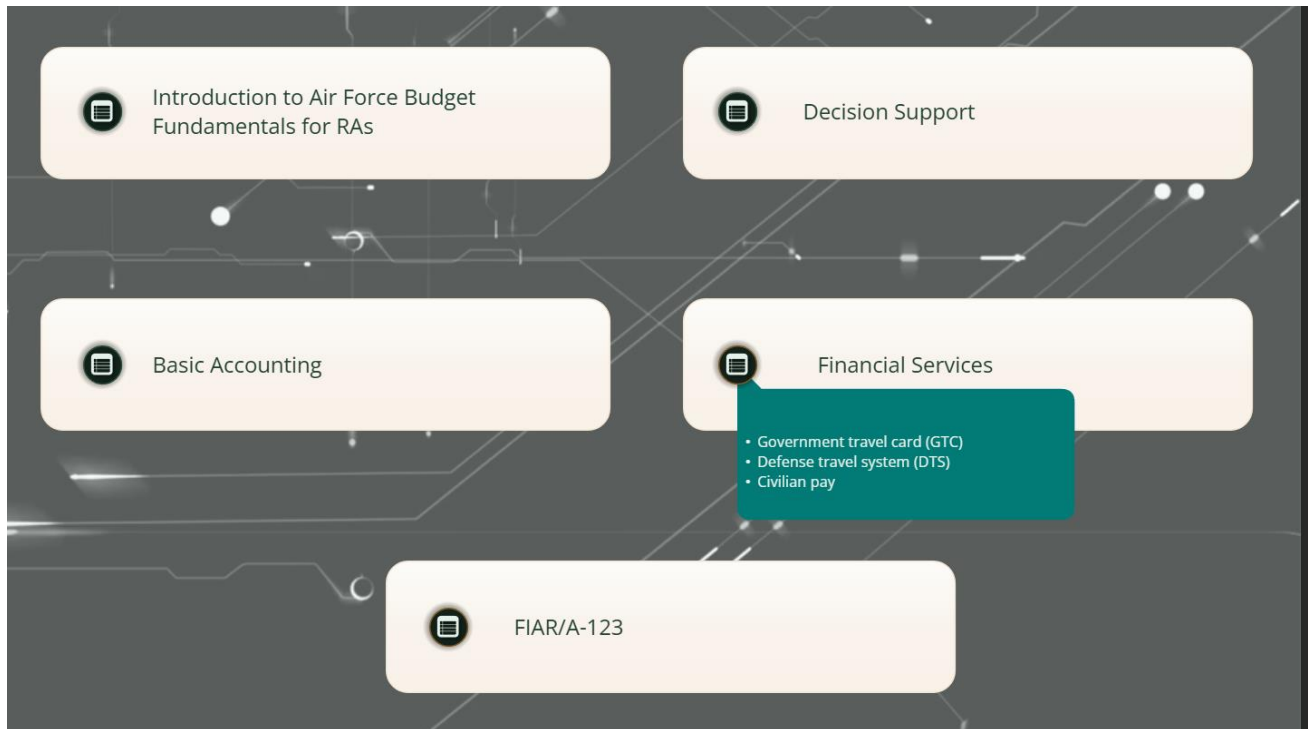 Introduction to Air Force Budget
Fundamentals for RAs
Decision Support
Basic Accounting
Financial Services
• Government travel card (GTC)
• Defense travel system (DTS)
• Civilian pay
FIAR/A-123